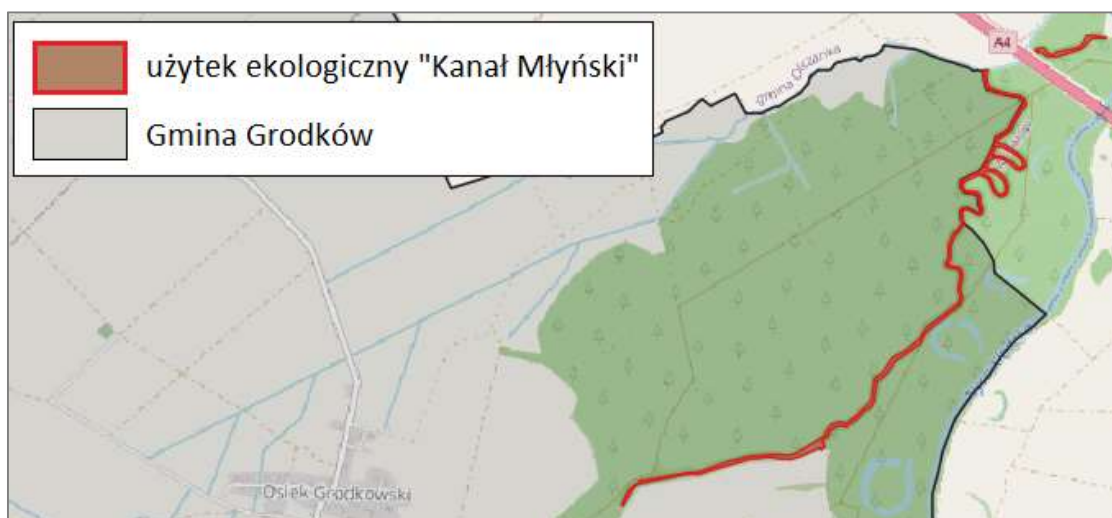 użytek ekologiczny "Kanał Młyński"
Gmina Grodków
A4
gmina Olszanka
Osiek Grodkowski